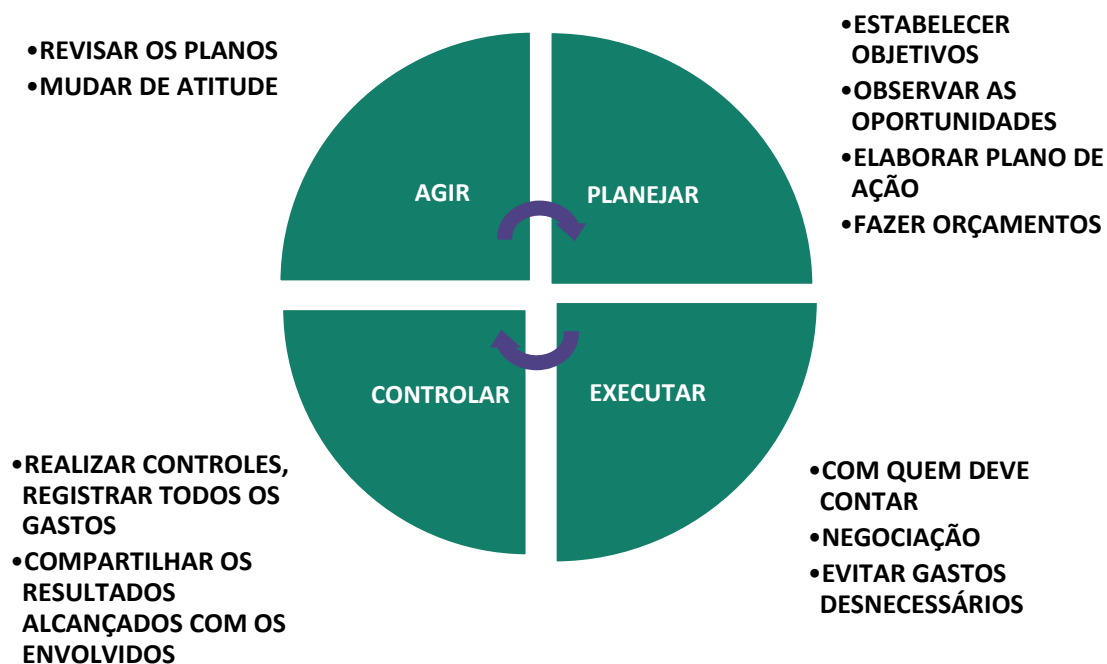 •REVISAR OS PLANOS
•MUDAR DE ATITUDE
•ESTABELECER
OBJETIVOS
•OBSERVAR AS
OPORTUNIDADES
•ELABORAR PLANO DE
AÇÃO
•FAZER ORÇAMENTOS
AGIR
PLANEJAR
CONTROLAR
EXECUTAR
•REALIZAR CONTROLES,
REGISTRAR TODOS OS
GASTOS
•COMPARTILHAR OS
RESULTADOS
ALCANÇADOS COM OS
ENVOLVIDOS
•COM QUEM DEVE
CONTAR
•NEGOCIAÇÃO
•EVITAR GASTOS
DESNECESSÁRIOS